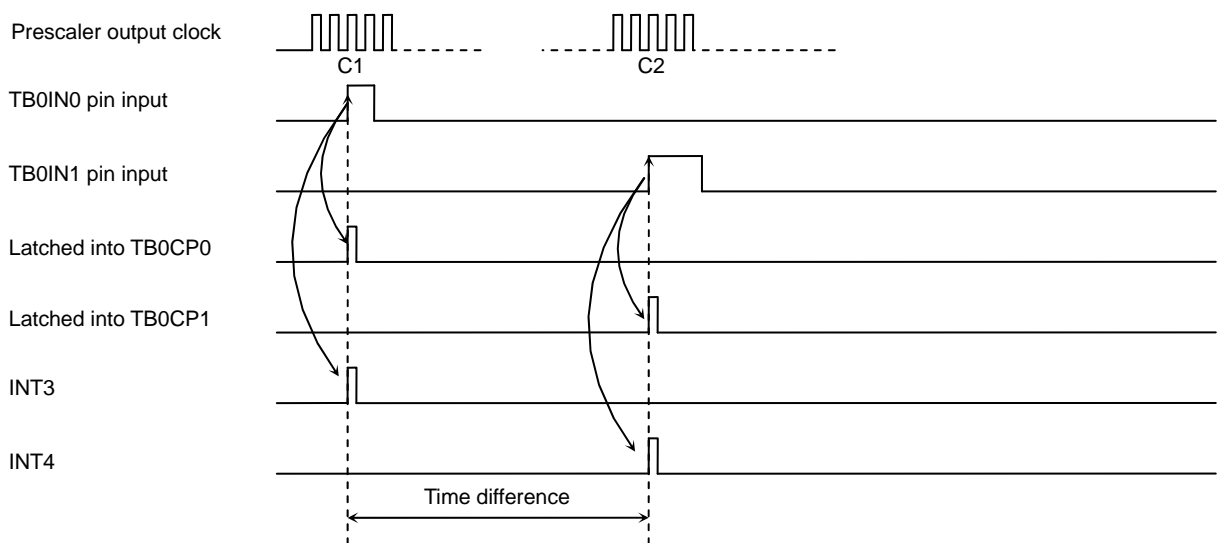 Prescaler output clock
C1
C2
TB0IN0 pin input
TB0IN1 pin input
Latched into TB0CP0
Latched into TB0CP1
INT3
INT4
Time difference